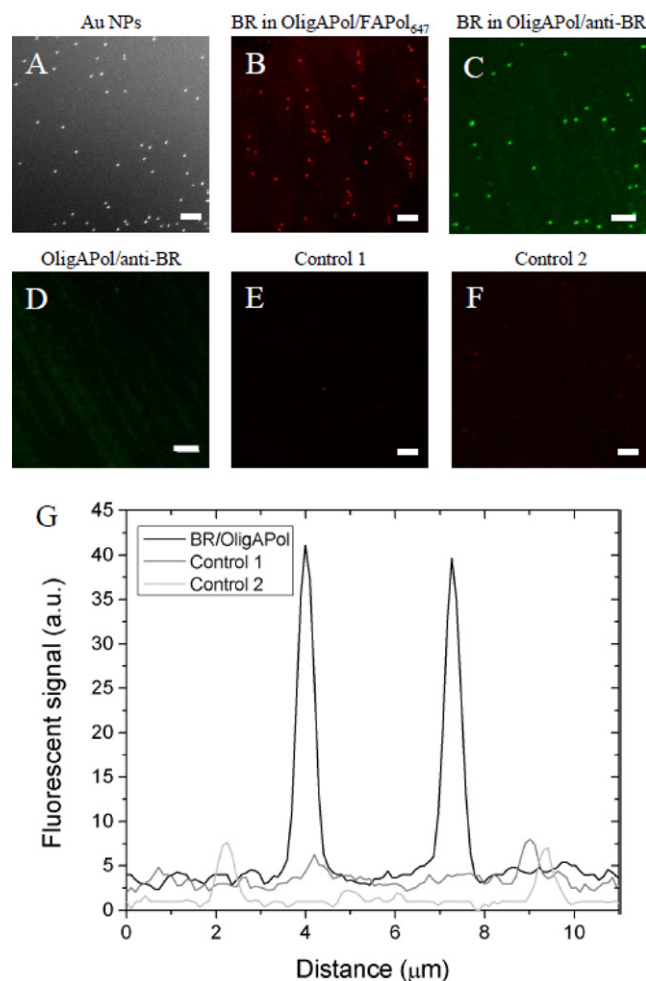 Au NPs
BR in OligAPol/FAPol647
BR in OligAPol/anti-BR
A
B
C
OligAPol/anti-BR
Control 1
Control 2
D
E
F
G
BR/OligAPol
Control 1
Control 2
45
40
35
30
25
20
15
10
5
0
Fluorescent signal (a.u.)
0 2 4 6 8 10
Distance (μm)